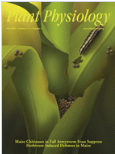 Plant Physiology
Maize Chitinases in Fall Armyworm Frass Suppress
Herbivore-Induced Defenses in Maize